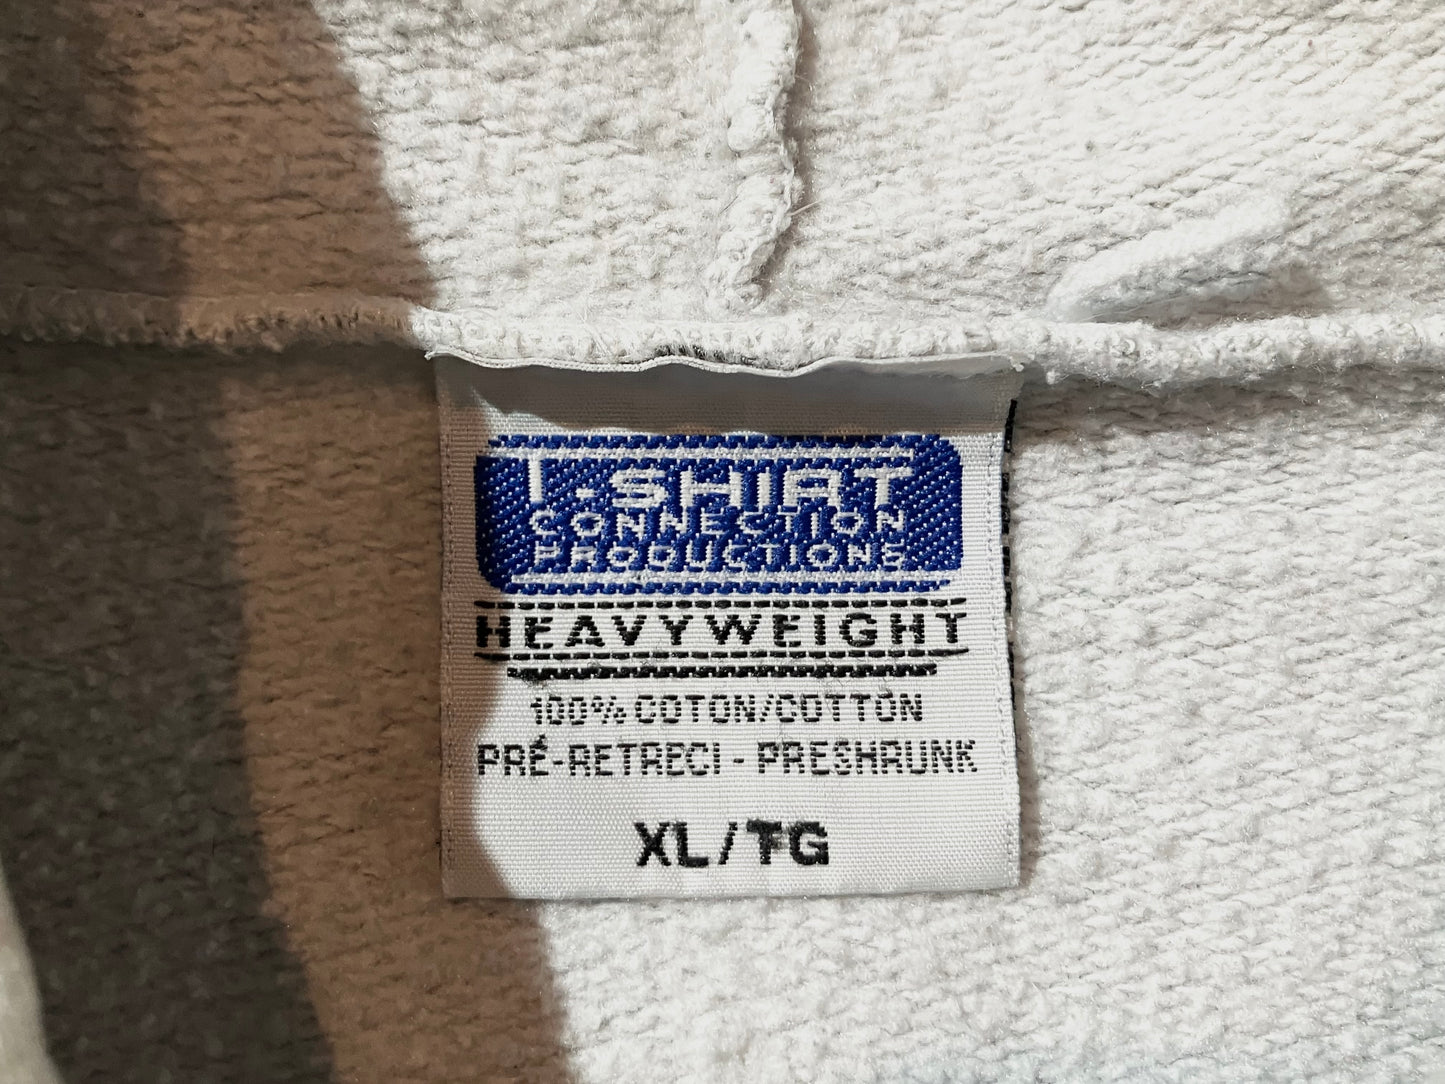 T-SHIRT
CONNECTION
PRODUCTIONS
HEAVYWEIGHT
100% COTON/COTTON
PRÉ-RETRECI - PRESHRUNK
XL/TG